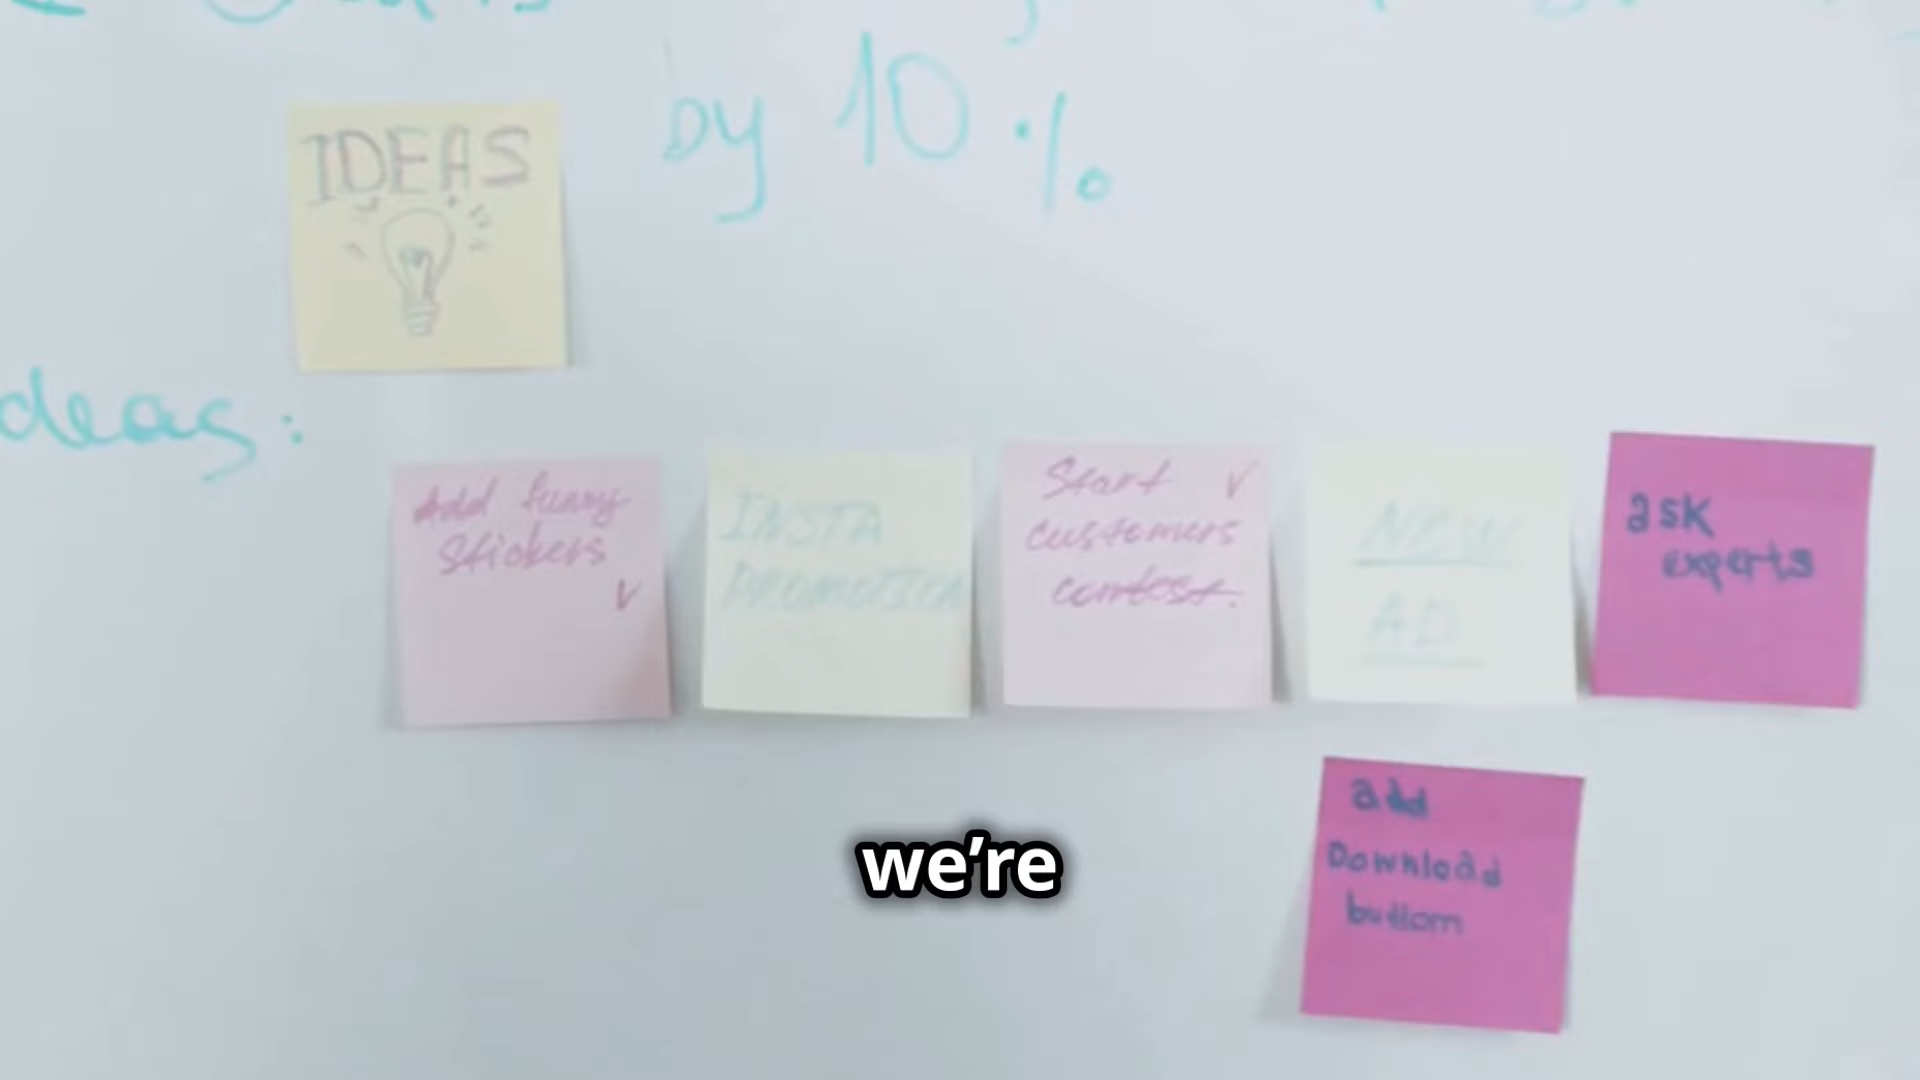 by 10 %
IDEAS
deas:
Add funny
Stickers
INSTA
PROMOTION
Start
customers
contest.
NEW
AD
ask
experts
add
Download
buttom
we're